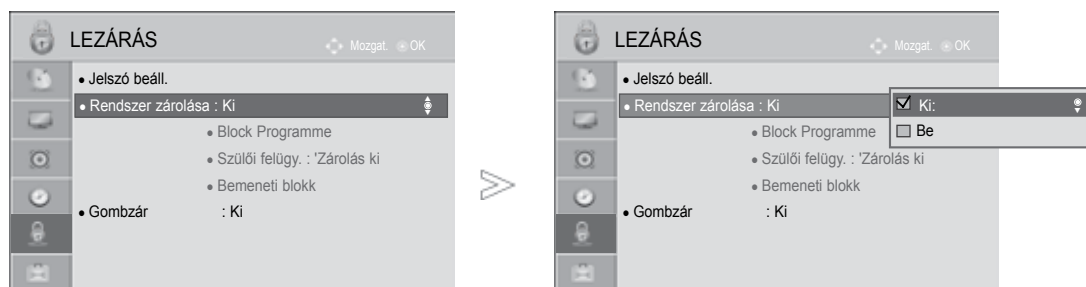 LEZÁRÁS
Mozgat. OK
• Jelszó beáll.
• Rendszer zárolása : Ki
• Block Programme
• Szülői felügy. : 'Zárolás ki
• Bemeneti blokk
• Gombzár : Ki
>
LEZÁRÁS
Mozgat. OK
• Jelszó beáll.
• Rendszer zárolása : Ki
Ki:
Be
• Block Programme
• Szülői felügy. : 'Zárolás ki
• Bemeneti blokk
• Gombzár : Ki